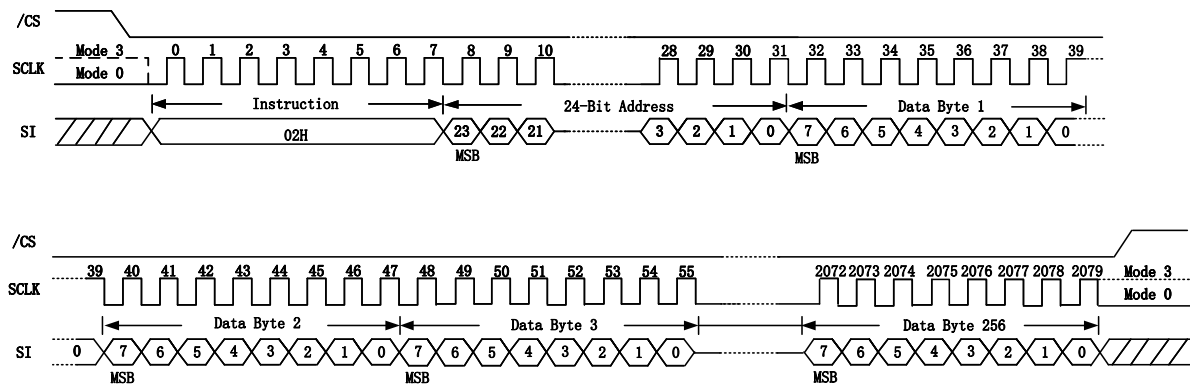 /CS
Mode 3 0 1 2 3 4 5 6 7 8 9 10 28 29 30 31 32 33 34 35 36 37 38 39
SCLK Mode 0
Instruction 24-Bit Address Data Byte 1
SI 02H 23 22 21 3 2 1 0 7 6 5 4 3 2 1 0
MSB MSB
/CS
39 40 41 42 43 44 45 46 47 48 49 50 51 52 53 54 55 2072 2073 2074 2075 2076 2077 2078 2079 Mode 3
SCLK Mode 0
Data Byte 2 Data Byte 3 Data Byte 256
SI 0 7 6 5 4 3 2 1 0 7 6 5 4 3 2 1 0 7 6 5 4 3 2 1 0
MSB MSB MSB